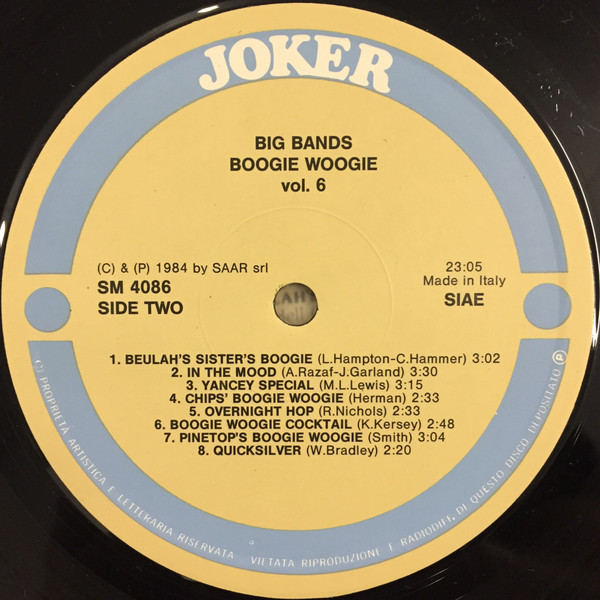 JOKER
BIG BANDS
BOOGIE WOOGIE
vol. 6
(C) & (P) 1984 by SAAR srl
SM 4086
SIDE TWO
23:05
Made in Italy
SIAE
1. BEULAH'S SISTER'S BOOGIE (L.Hampton-C.Hammer) 3:02
2. IN THE MOOD (A.Razaf-J.Garland) 3:30
3. YANCEY SPECIAL (M.L.Lewis) 3:15
4. CHIPS' BOOGIE WOOGIE (Herman) 2:33
5. OVERNIGHT HOP (R.Nichols) 2:33
6. BOOGIE WOOGIE COCKTAIL (K.Kersey) 2:48
7. PINETOP'S BOOGIE WOOGIE (Smith) 3:04
8. QUICKSILVER (W.Bradley) 2:20
(C) PROPRIETÀ ARTISTICA E LETTERARIA RISERVATA VIETATA RIPRODUZIONE E RADIODIFF. DI QUESTO DISCO DEPOSITATO (P)